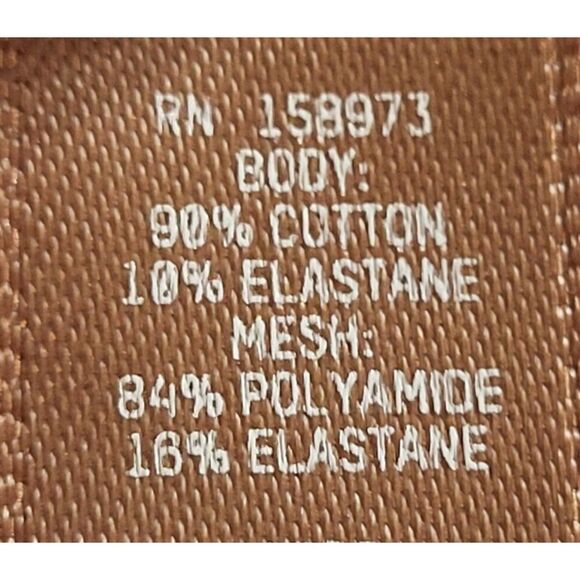 RN 158973
BODY:
90% COTTON
10% ELASTANE
MESH:
84% POLYAMIDE
16% ELASTANE